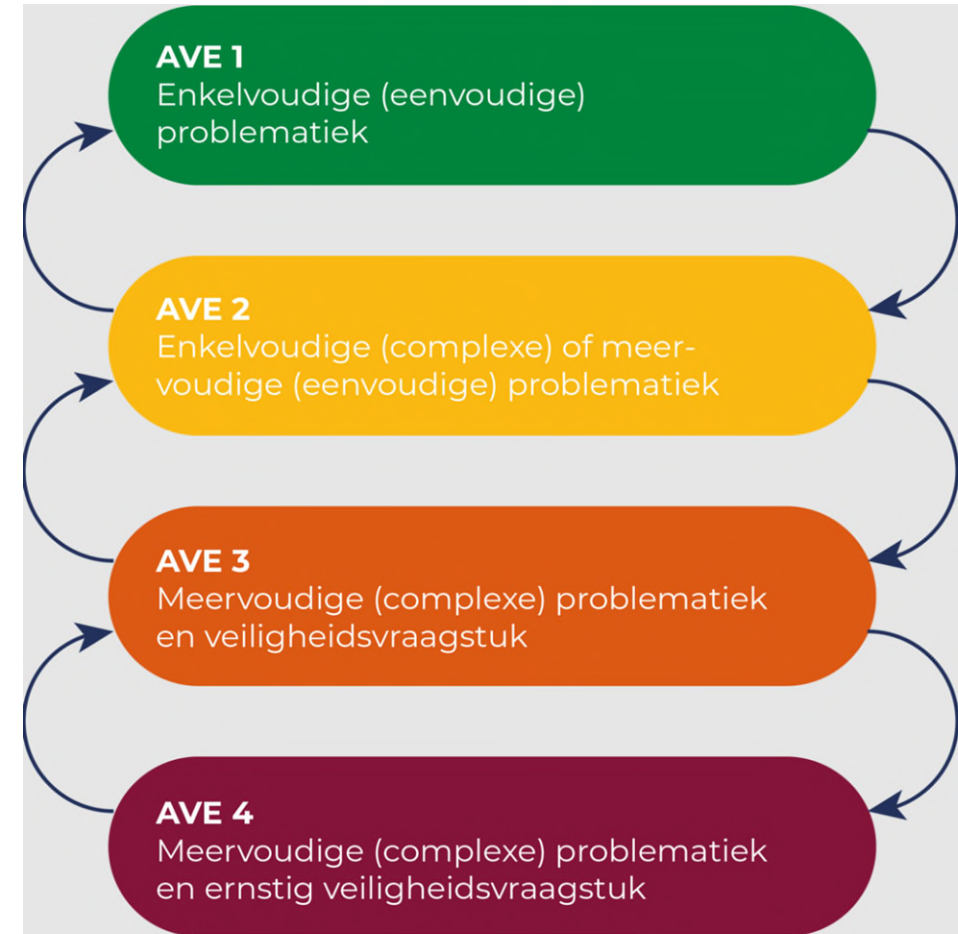 AVE 1
Enkelvoudige (eenvoudige)
problematiek
AVE 2
Enkelvoudige (complexe) of meer-
voudige (eenvoudige) problematiek
AVE 3
Meervoudige (complexe) problematiek
en veiligheidsvraagstuk
AVE 4
Meervoudige (complexe) problematiek
en ernstig veiligheidsvraagstuk